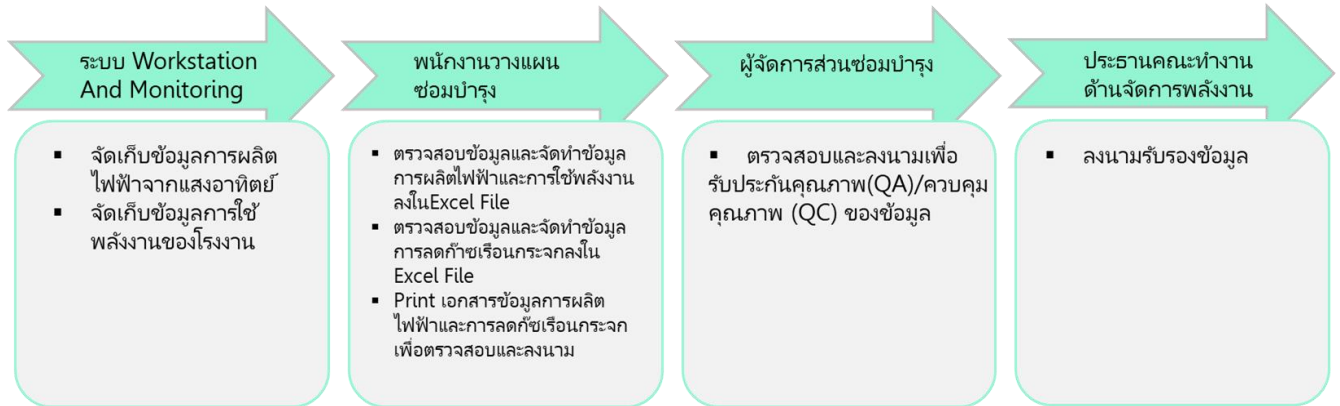 ระบบ Workstation
And Monitoring
▪ จัดเก็บข้อมูลการผลิต
ไฟฟ้าจากแสงอาทิตย์
▪ จัดเก็บข้อมูลการใช้
พลังงานของโรงงาน
พนักงานวางแผน
ซ่อมบำรุง
▪ ตรวจสอบข้อมูลและจัดทำข้อมูล
การผลิตไฟฟ้าและการใช้พลังงาน
ลงในExcel File
▪ ตรวจสอบข้อมูลและจัดทำข้อมูล
การลดก๊าซเรือนกระจกลงใน
Excel File
▪ Print เอกสารข้อมูลการผลิต
ไฟฟ้าและการลดก๊ซเรือนกระจก
เพื่อตรวจสอบและลงนาม
ผู้จัดการส่วนซ่อมบำรุง
▪ ตรวจสอบและลงนามเพื่อ
รับประกันคุณภาพ(QA)/ควบคุม
คุณภาพ (QC) ของข้อมูล
ประธานคณะทำงาน
ด้านจัดการพลังงาน
▪ ลงนามรับรองข้อมูล